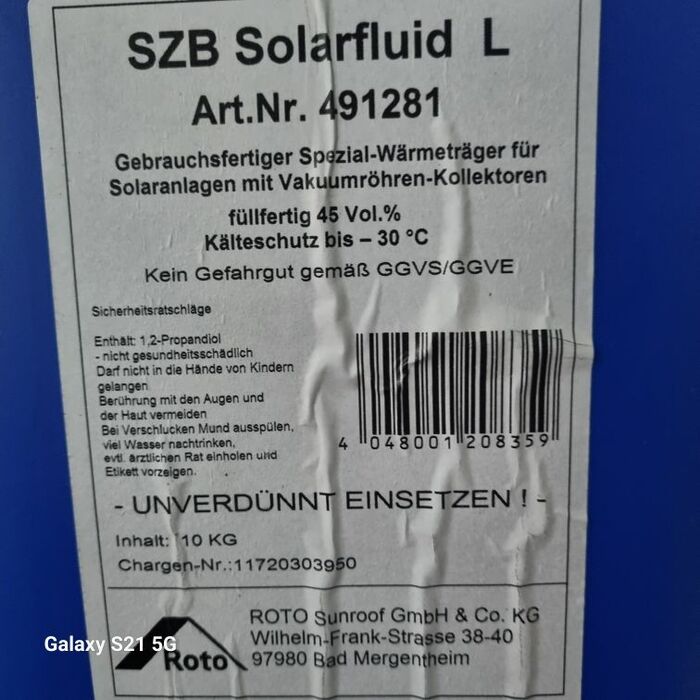 SZB Solarfluid L
Art.Nr. 491281
Gebrauchsfertiger Spezial-Wärmeträger für
Solaranlagen mit Vakuumröhren-Kollektoren
füllfertig 45 Vol.%
Kälteschutz bis – 30 °C
Kein Gefahrgut gemäß GGVS/GGVE
Sicherheitsratschläge
Enthält: 1,2-Propandiol
- nicht gesundheitsschädlich
Darf nicht in die Hände von Kindern
gelangen
Berührung mit den Augen und
der Haut vermeiden
Bei Verschlucken Mund ausspülen,
viel Wasser nachtrinken,
evtl. ärztlichen Rat einholen und
Etikett vorzeigen.
4 048001 208359
- UNVERDÜNNT EINSETZEN ! -
Inhalt: 10 KG
Chargen-Nr.:11720303950
Roto
ROTO Sunroof GmbH & Co. KG
Wilhelm-Frank-Strasse 38-40
97980 Bad Mergentheim
Galaxy S21 5G